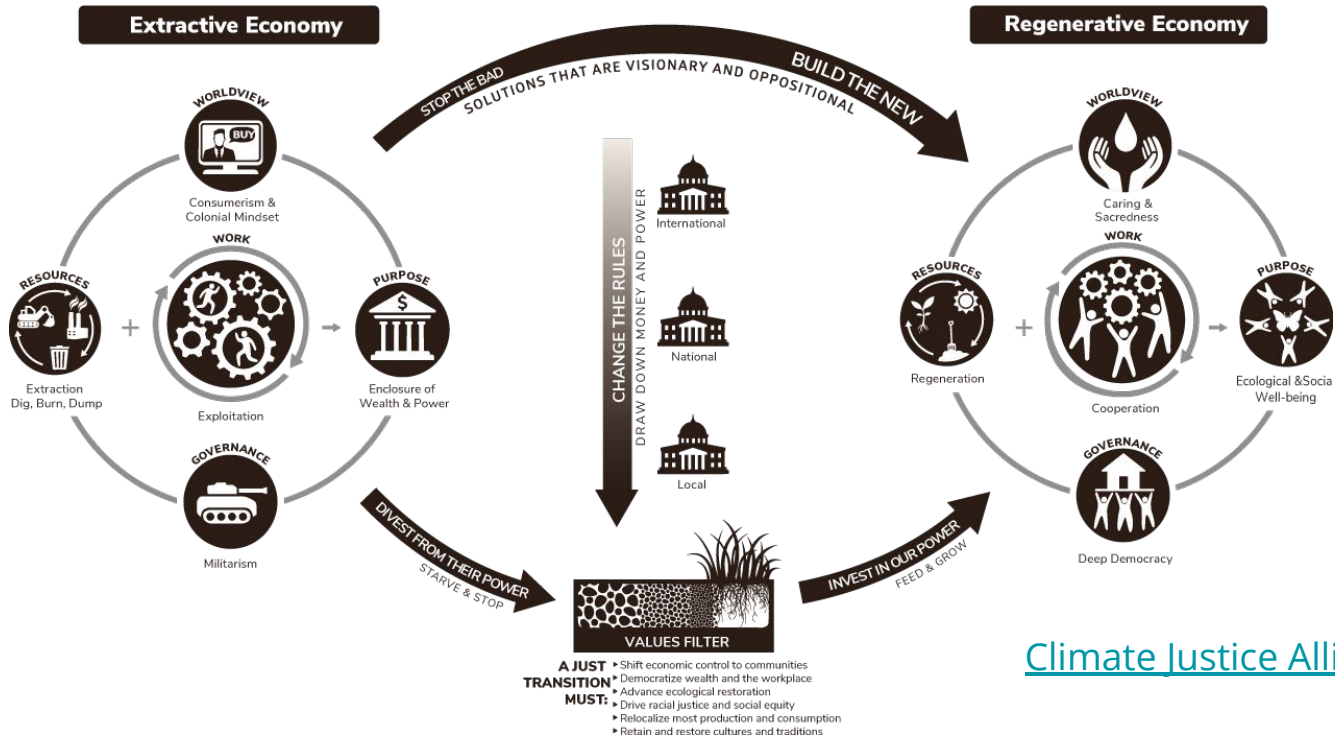 Extractive Economy
WORLDVIEW
BUY
Consumerism &
Colonial Mindset
RESOURCES
Extraction
Dig, Burn, Dump
WORK
Exploitation
PURPOSE
$
Enclosure of
Wealth & Power
GOVERNANCE
Militarism
STOP THE BAD
BUILD THE NEW
SOLUTIONS THAT ARE VISIONARY AND OPPOSITIONAL
CHANGE THE RULES
DRAW DOWN MONEY AND POWER
International
National
Local
DIVEST FROM THEIR POWER
STARVE & STOP
INVEST IN OUR POWER
FEED & GROW
VALUES FILTER
A JUST
TRANSITION
MUST:
▸ Shift economic control to communities
▸ Democratize wealth and the workplace
▸ Advance ecological restoration
▸ Drive racial justice and social equity
▸ Relocalize most production and consumption
▸ Retain and restore cultures and traditions
Regenerative Economy
WORLDVIEW
Caring &
Sacredness
RESOURCES
Regeneration
WORK
Cooperation
PURPOSE
Ecological &Social
Well-being
GOVERNANCE
Deep Democracy
Climate Justice Alli